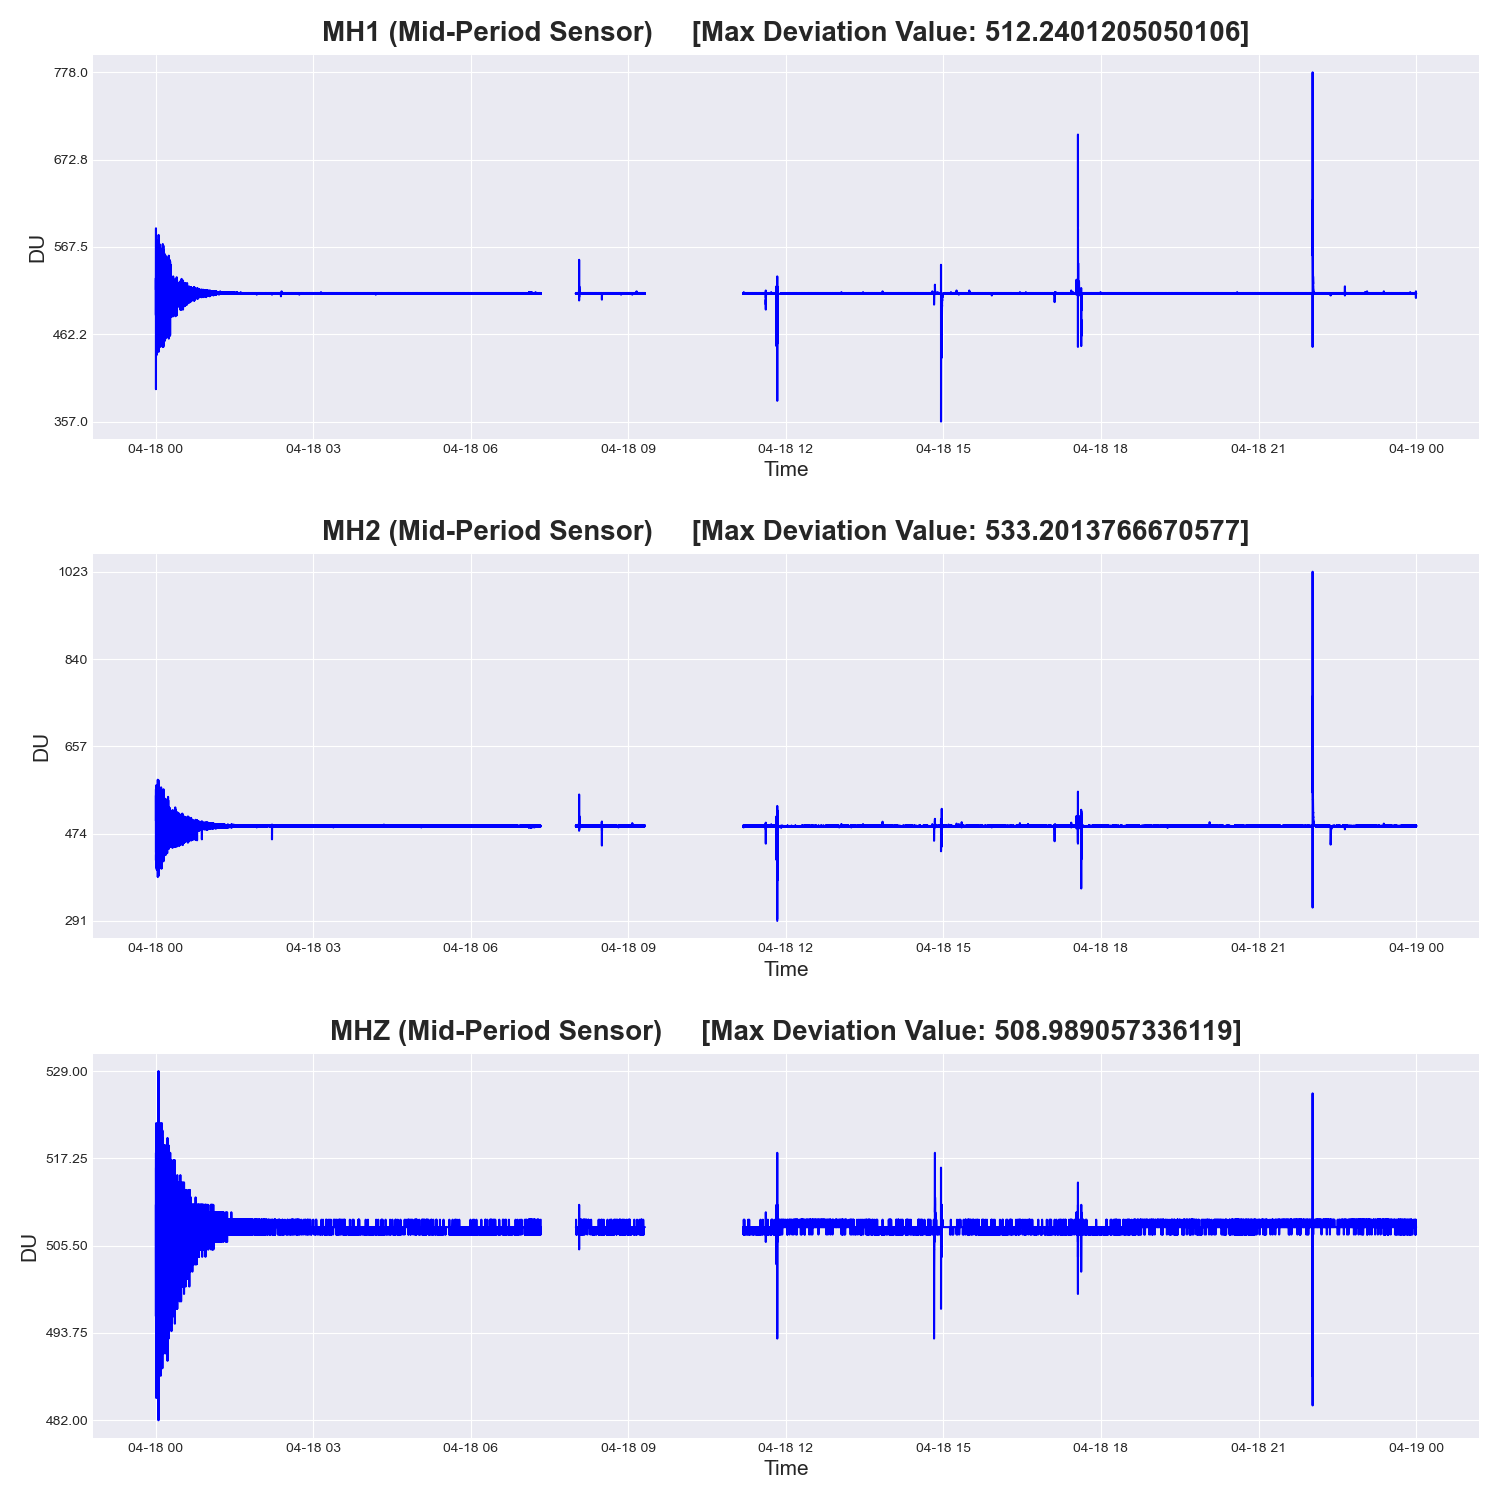 MH1 (Mid-Period Sensor) [Max Deviation Value: 512.2401205050106]
778.0
672.8
567.5
462.2
357.0
DU
04-18 00 04-18 03 04-18 06 04-18 09 04-18 12 04-18 15 04-18 18 04-18 21 04-19 00
Time
MH2 (Mid-Period Sensor) [Max Deviation Value: 533.2013766670577]
1023
840
657
474
291
DU
04-18 00 04-18 03 04-18 06 04-18 09 04-18 12 04-18 15 04-18 18 04-18 21 04-19 00
Time
MHZ (Mid-Period Sensor) [Max Deviation Value: 508.989057336119]
529.00
517.25
505.50
493.75
482.00
DU
04-18 00 04-18 03 04-18 06 04-18 09 04-18 12 04-18 15 04-18 18 04-18 21 04-19 00
Time